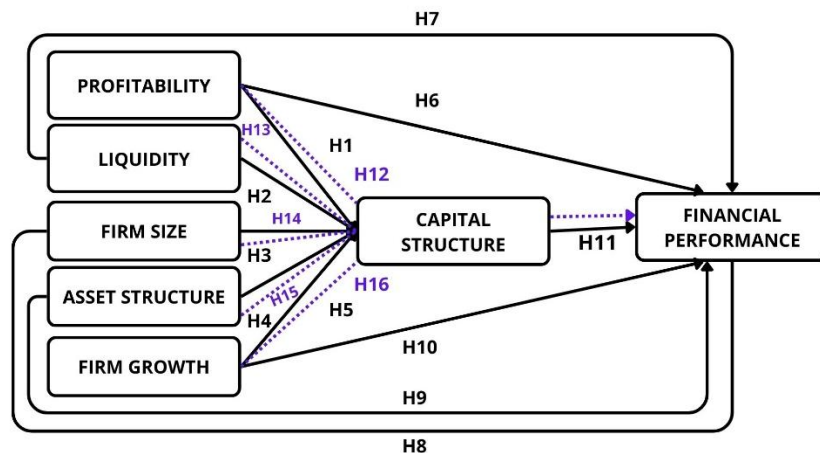 H7
PROFITABILITY
H6
H13
H1
LIQUIDITY
H12
H2
FIRM SIZE
H14
CAPITAL
STRUCTURE
FINANCIAL
PERFORMANCE
H3
H11
ASSET STRUCTURE
H15
H16
H4
H5
FIRM GROWTH
H10
H9
H8